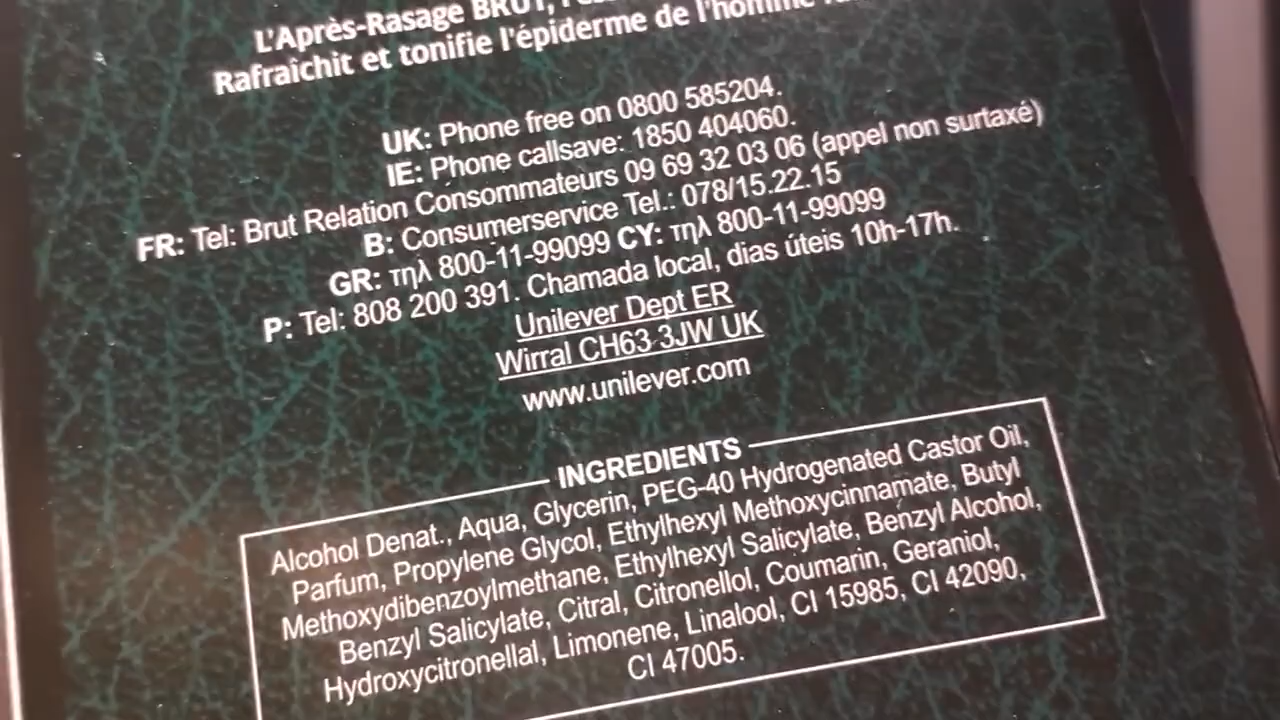 L'Après-Rasage BRUT,
Rafraîchit et tonifie l'épiderme de l'homme
UK: Phone free on 0800 585204.
IE: Phone callsave: 1850 404060.
FR: Tel: Brut Relation Consommateurs 09 69 32 03 06 (appel non surtaxé)
B: Consumerservice Tel.: 078/15.22.15
GR: τηλ 800-11-99099 CY: τηλ 800-11-99099
P: Tel: 808 200 391. Chamada local, dias úteis 10h-17h.
Unilever Dept ER
Wirral CH63 3JW UK
www.unilever.com
INGREDIENTS
Alcohol Denat., Aqua, Glycerin, PEG-40 Hydrogenated Castor Oil,
Parfum, Propylene Glycol, Ethylhexyl Methoxycinnamate, Butyl
Methoxydibenzoylmethane, Ethylhexyl Salicylate, Benzyl Alcohol,
Benzyl Salicylate, Citral, Citronellol, Coumarin, Geraniol,
Hydroxycitronellal, Limonene, Linalool, CI 15985, CI 42090,
CI 47005.